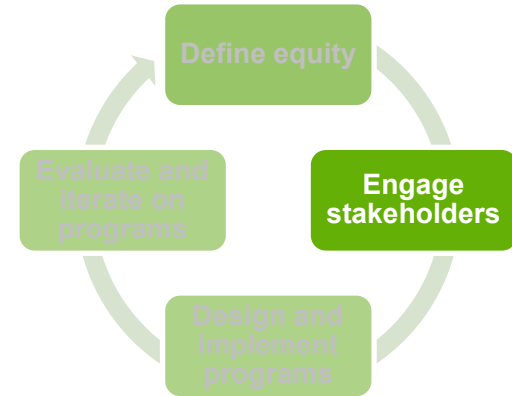 Define equity
Engage
stakeholders
Design and
implement
programs
Evaluate and
iterate on
programs